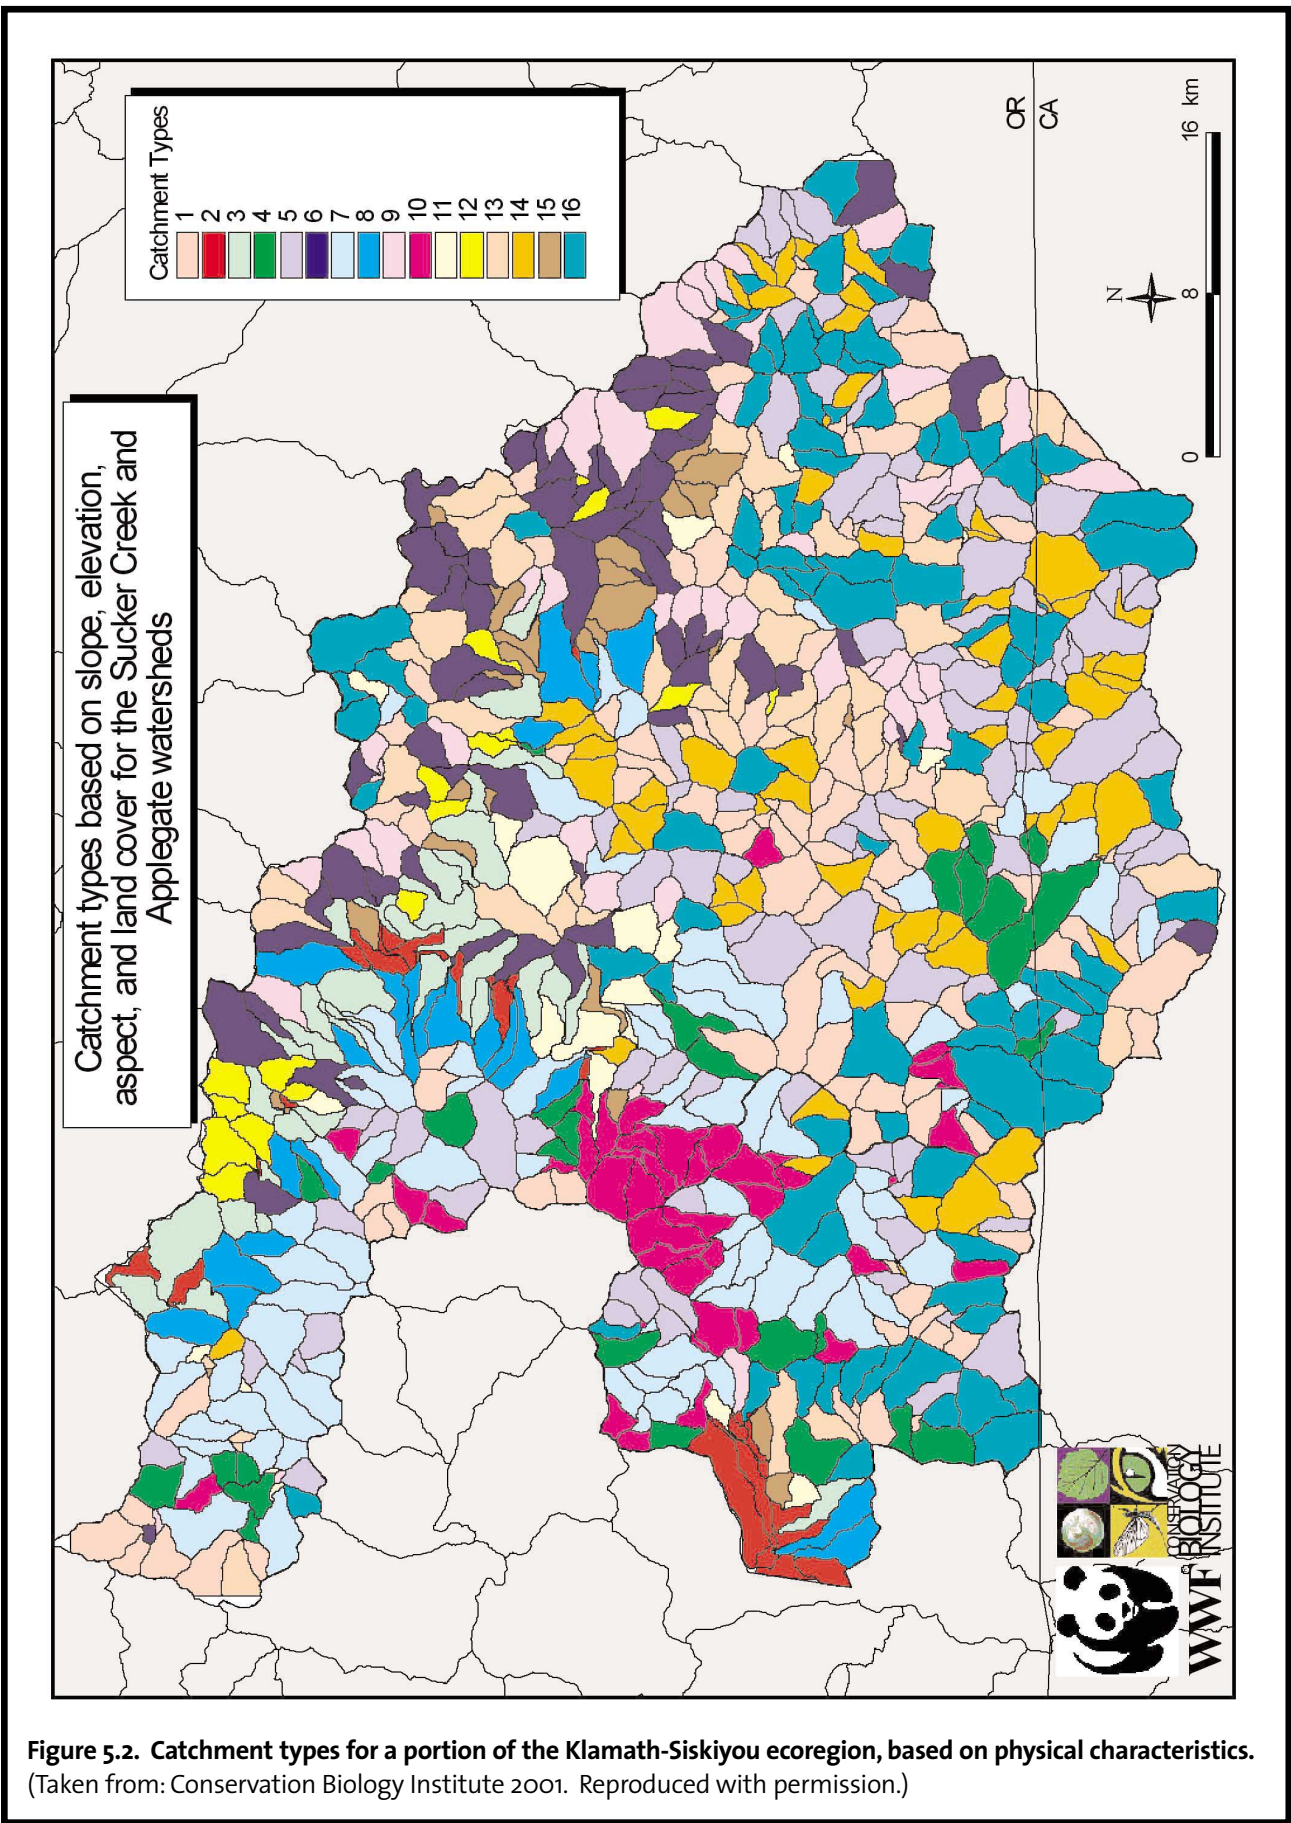 Catchment types based on slope, elevation,
aspect, and land cover for the Sucker Creek and
Applegate watersheds
Catchment Types
1
2
3
4
5
6
7
8
9
10
11
12
13
14
15
16
OR
CA
N
0 8 16 km
WWF
CONSERVATION
BIOLOGY
INSTITUTE
Figure 5.2. Catchment types for a portion of the Klamath-Siskiyou ecoregion, based on physical characteristics.
(Taken from: Conservation Biology Institute 2001. Reproduced with permission.)